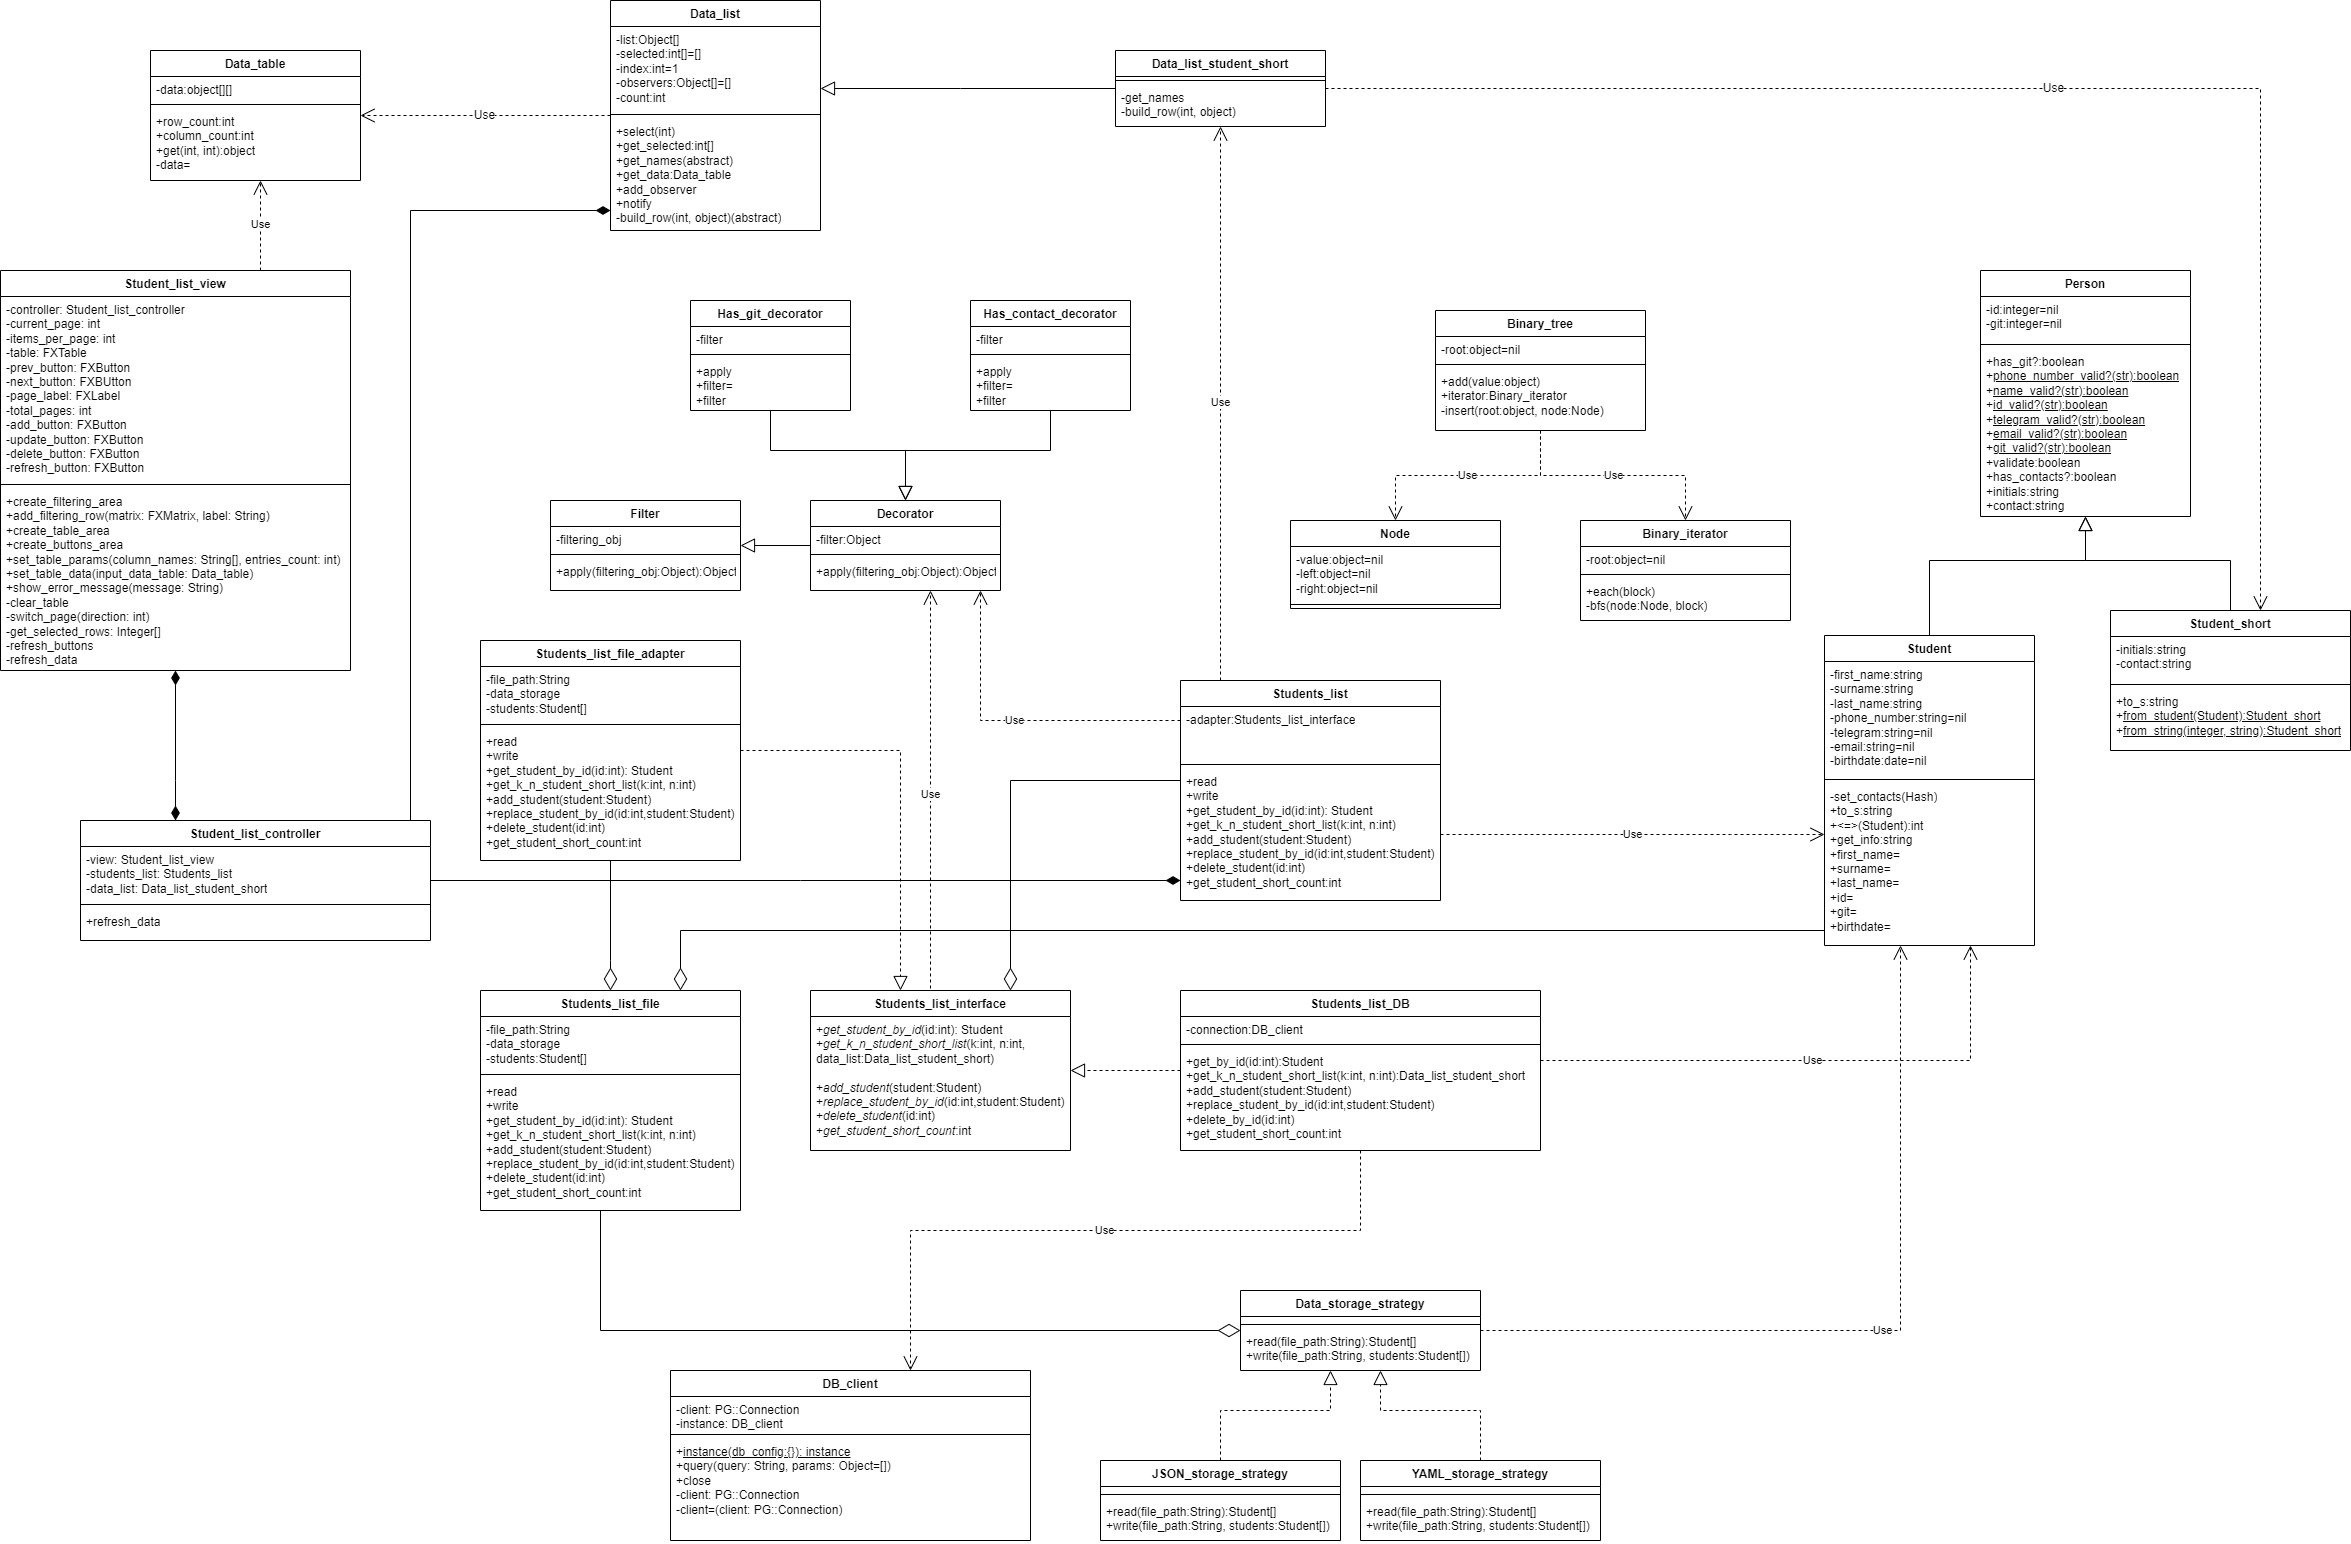 Data_list
-list:Object[]
-selected:int[]=[]
-index:int=1
-observers:Object[]=[]
-count:int
+select(int)
+get_selected:int[]
+get_names(abstract)
+get_data:Data_table
+add_observer
+notify
-build_row(int, object)(abstract)
Data_table
-data:object[][]
+row_count:int
+column_count:int
+get(int, int):object
-data=
Use
Data_list_student_short
-get_names
-build_row(int, object)
Use
Use
Use
Student_list_view
-controller: Student_list_controller
-current_page: int
-items_per_page: int
-table: FXTable
-prev_button: FXButton
-next_button: FXBUtton
-page_label: FXLabel
-total_pages: int
-add_button: FXButton
-update_button: FXButton
-delete_button: FXButton
-refresh_button: FXButton
+create_filtering_area
+add_filtering_row(matrix: FXMatrix, label: String)
+create_table_area
+create_buttons_area
+set_table_params(column_names: String[], entries_count: int)
+set_table_data(input_data_table: Data_table)
+show_error_message(message: String)
-clear_table
-switch_page(direction: int)
-get_selected_rows: Integer[]
-refresh_buttons
-refresh_data
Has_git_decorator
-filter
+apply
+filter=
+filter
Has_contact_decorator
-filter
+apply
+filter=
+filter
Binary_tree
-root:object=nil
+add(value:object)
+iterator:Binary_iterator
-insert(root:object, node:Node)
Use
Use
Person
-id:integer=nil
-git:integer=nil
+has_git?:boolean
+phone_number_valid?(str):boolean
+name_valid?(str):boolean
+id_valid?(str):boolean
+telegram_valid?(str):boolean
+email_valid?(str):boolean
+git_valid?(str):boolean
+validate:boolean
+has_contacts?:boolean
+initials:string
+contact:string
Filter
-filtering_obj
+apply(filtering_obj:Object):Object
Decorator
-filter:Object
+apply(filtering_obj:Object):Object
Node
-value:object=nil
-left:object=nil
-right:object=nil
Binary_iterator
-root:object=nil
+each(block)
-bfs(node:Node, block)
Student_short
-initials:string
-contact:string
+to_s:string
+from_student(Student):Student_short
+from_string(integer, string):Student_short
Student
-first_name:string
-surname:string
-last_name:string
-phone_number:string=nil
-telegram:string=nil
-email:string=nil
-birthdate:date=nil
-set_contacts(Hash)
+to_s:string
+<=>(Student):int
+get_info:string
+first_name=
+surname=
+last_name=
+id=
+git=
+birthdate=
Students_list_file_adapter
-file_path:String
-data_storage
-students:Student[]
+read
+write
+get_student_by_id(id:int): Student
+get_k_n_student_short_list(k:int, n:int)
+add_student(student:Student)
+replace_student_by_id(id:int,student:Student)
+delete_student(id:int)
+get_student_short_count:int
Use
Use
Students_list
-adapter:Students_list_interface
+read
+write
+get_student_by_id(id:int): Student
+get_k_n_student_short_list(k:int, n:int)
+add_student(student:Student)
+replace_student_by_id(id:int,student:Student)
+delete_student(id:int)
+get_student_short_count:int
Use
Student_list_controller
-view: Student_list_view
-students_list: Students_list
-data_list: Data_list_student_short
+refresh_data
Students_list_file
-file_path:String
-data_storage
-students:Student[]
+read
+write
+get_student_by_id(id:int): Student
+get_k_n_student_short_list(k:int, n:int)
+add_student(student:Student)
+replace_student_by_id(id:int,student:Student)
+delete_student(id:int)
+get_student_short_count:int
Students_list_interface
+get_student_by_id(id:int): Student
+get_k_n_student_short_list(k:int, n:int,
data_list:Data_list_student_short)
+add_student(student:Student)
+replace_student_by_id(id:int,student:Student)
+delete_student(id:int)
+get_student_short_count:int
Students_list_DB
-connection:DB_client
+get_by_id(id:int):Student
+get_k_n_student_short_list(k:int, n:int):Data_list_student_short
+add_student(student:Student)
+replace_student_by_id(id:int,student:Student)
+delete_by_id(id:int)
+get_student_short_count:int
Use
Use
Data_storage_strategy
+read(file_path:String):Student[]
+write(file_path:String, students:Student[])
Use
DB_client
-client: PG::Connection
-instance: DB_client
+instance(db_config:{}): instance
+query(query: String, params: Object=[])
+close
-client: PG::Connection
-client=(client: PG::Connection)
JSON_storage_strategy
+read(file_path:String):Student[]
+write(file_path:String, students:Student[])
YAML_storage_strategy
+read(file_path:String):Student[]
+write(file_path:String, students:Student[])